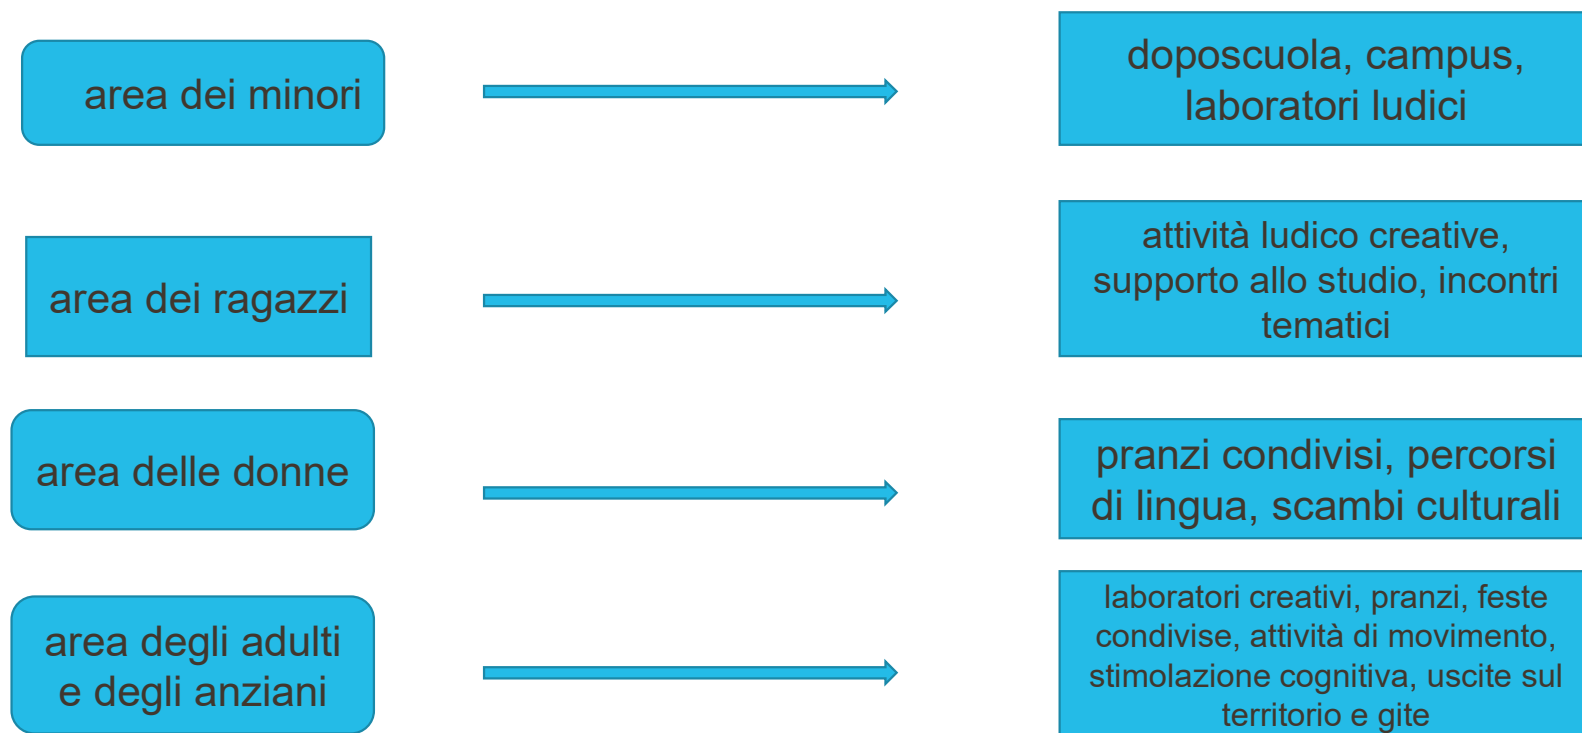 area dei minori
doposcuola, campus,
laboratori ludici
area dei ragazzi
attività ludico creative,
supporto allo studio, incontri
tematici
area delle donne
pranzi condivisi, percorsi
di lingua, scambi culturali
area degli adulti
e degli anziani
laboratori creativi, pranzi, feste
condivise, attività di movimento,
stimolazione cognitiva, uscite sul
territorio e gite